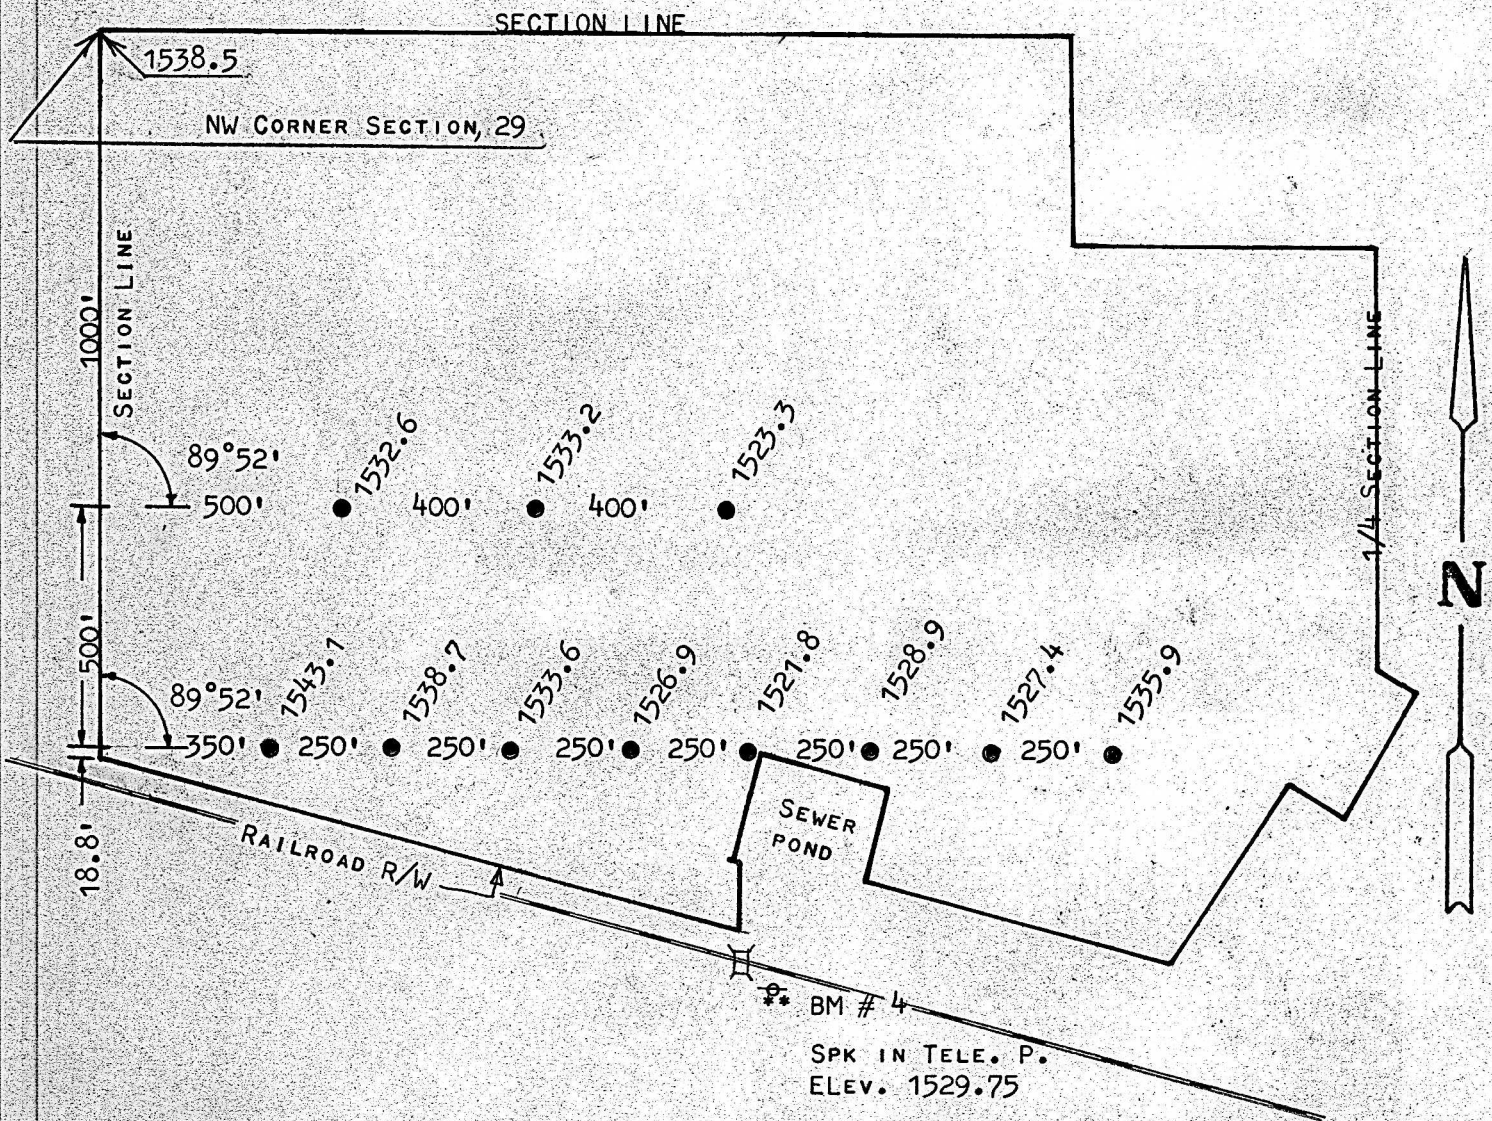 SECTION LINE
1538.5
NW CORNER SECTION, 29
SECTION LINE
1000'
1/4 SECTION LINE
89°52'
500'
1532.6
400'
1533.2
400'
1523.3
N
500'
89°52'
350'
1543.1
250'
1538.7
250'
1533.6
250'
1526.9
250'
1521.8
250'
1528.9
250'
1527.4
250'
1535.9
18.8'
RAILROAD R/W
SEWER
POND
** BM # 4
SPK IN TELE. P.
ELEV. 1529.75